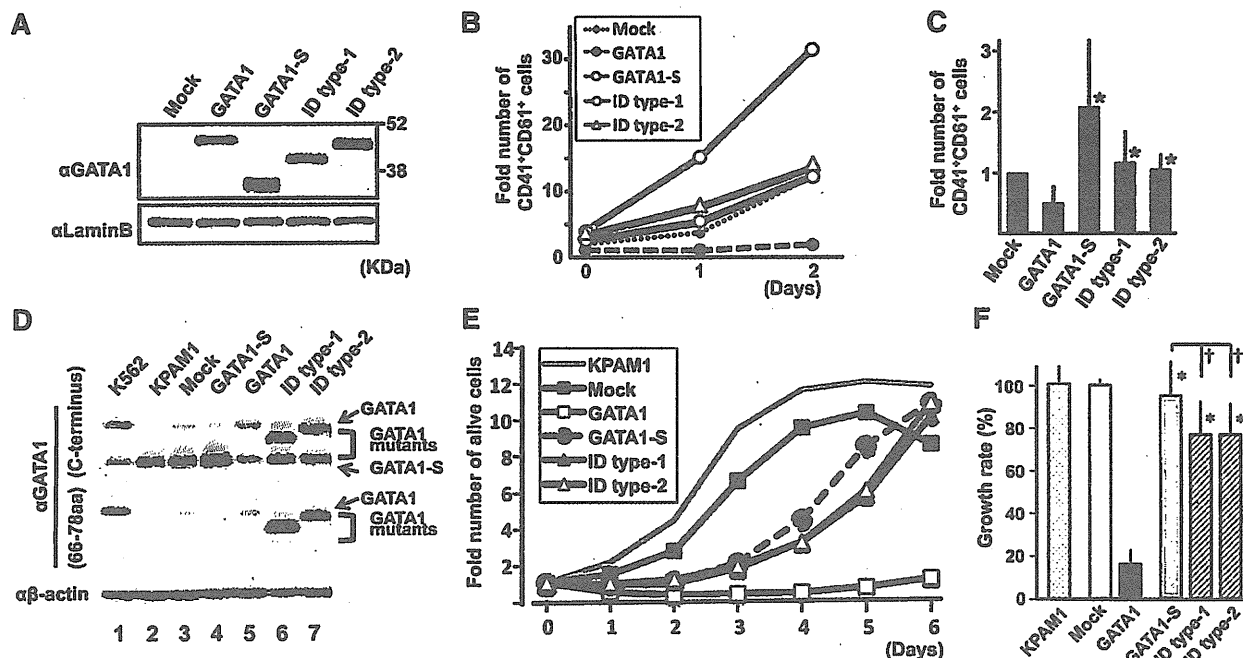 A
Mock
GATA1
GATA1-S
ID type-1
ID type-2
αGATA1
52
38
αLaminB
(KDa)
B
Fold number of
CD41+CD61+ cells
30
20
10
0
Mock
GATA1
GATA1-S
ID type-1
ID type-2
0
1
2
(Days)
C
Fold number of
CD41+CD61+ cells
3
2
1
*
*
*
Mock
GATA1
GATA1-S
ID type-1
ID type-2
D
K562
KPAM1
Mock
GATA1-S
GATA1
ID type-1
ID type-2
αGATA1
(66-78aa) (C-terminus)
GATA1
GATA1
mutants
GATA1-S
GATA1
GATA1
mutants
αβ-actin
1 2 3 4 5 6 7
E
Fold number of alive cells
14
12
10
8
6
4
2
KPAM1
Mock
GATA1
GATA1-S
ID type-1
ID type-2
0 1 2 3 4 5 6
(Days)
F
Growth rate (%)
100
80
60
40
20
0
†
†
*
*
*
KPAM1
Mock
GATA1
GATA1-S
ID type-1
ID type-2